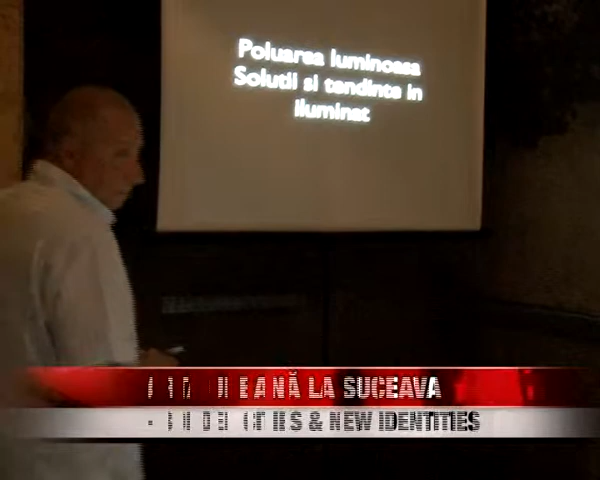 Poluarea luminoasa
Solutii si tendinte in
iluminat
LA SUCEAVA
& NEW IDENTITIES